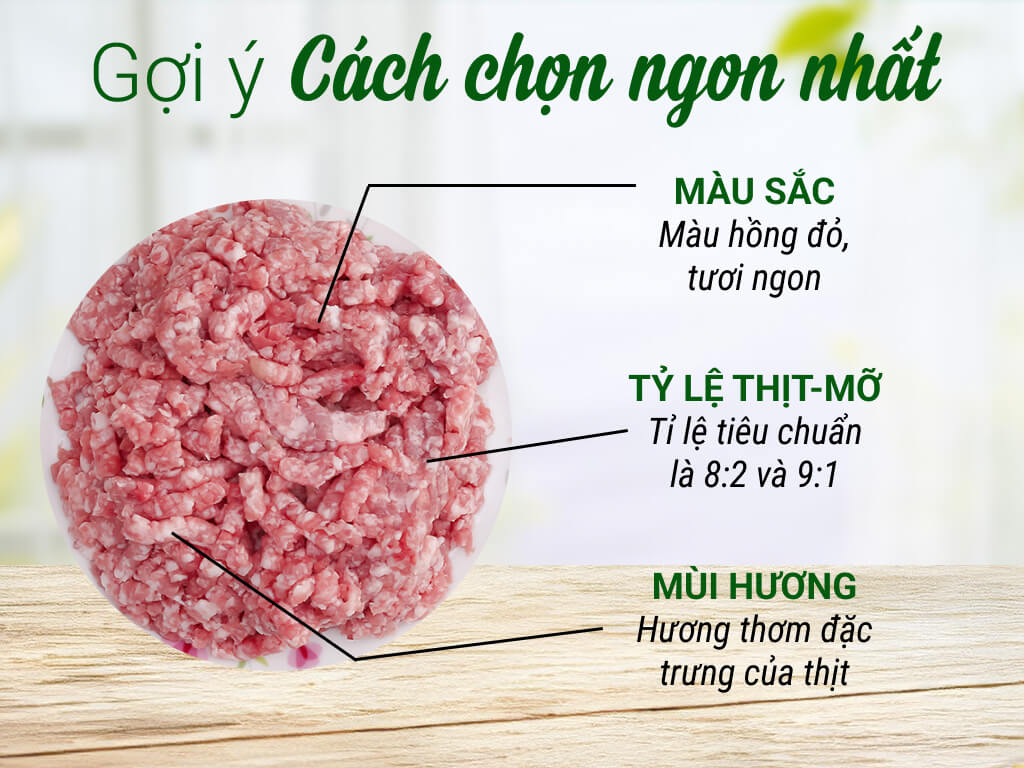 Gợi ý Cách chọn ngon nhất
MÀU SẮC
Màu hồng đỏ,
tươi ngon
TỶ LỆ THỊT-MỠ
Tỉ lệ tiêu chuẩn
là 8:2 và 9:1
MÙI HƯƠNG
Hương thơm đặc
trưng của thịt